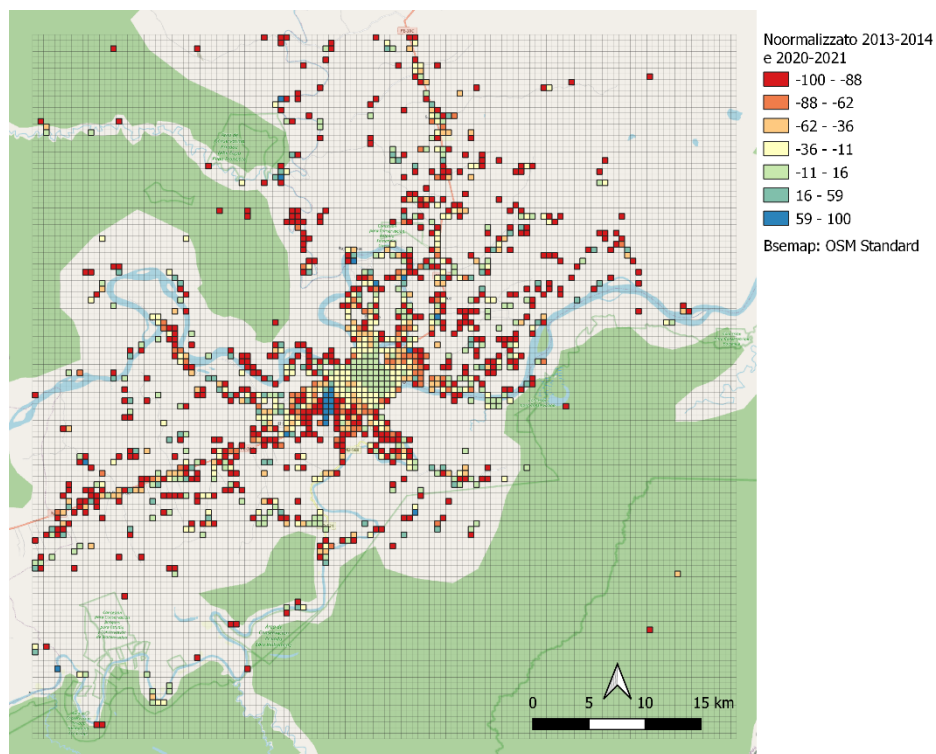 Noormalizzato 2013-2014
e 2020-2021
-100 - -88
-88 - -62
-62 - -36
-36 - -11
-11 - 16
16 - 59
59 - 100
Bsemap: OSM Standard
0 5 10 15 km